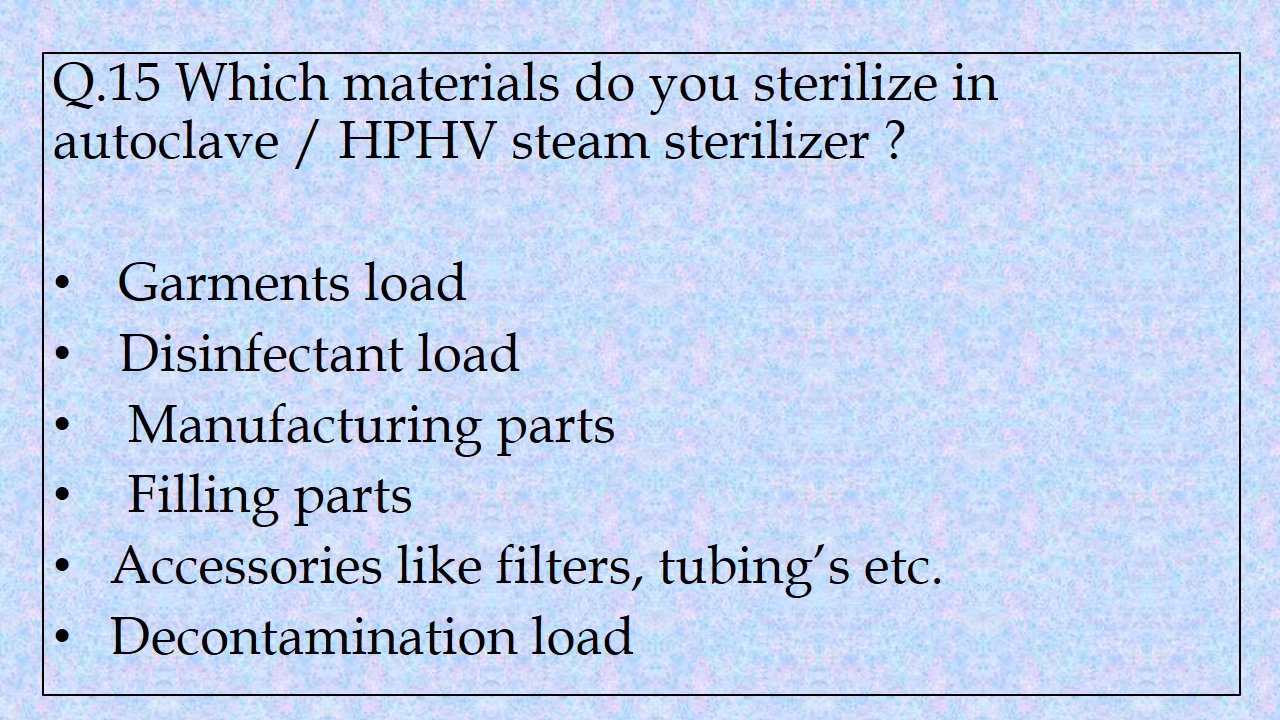 Q.15 Which materials do you sterilize in
autoclave / HPHV steam sterilizer ?
• Garments load
• Disinfectant load
• Manufacturing parts
• Filling parts
• Accessories like filters, tubing’s etc.
• Decontamination load